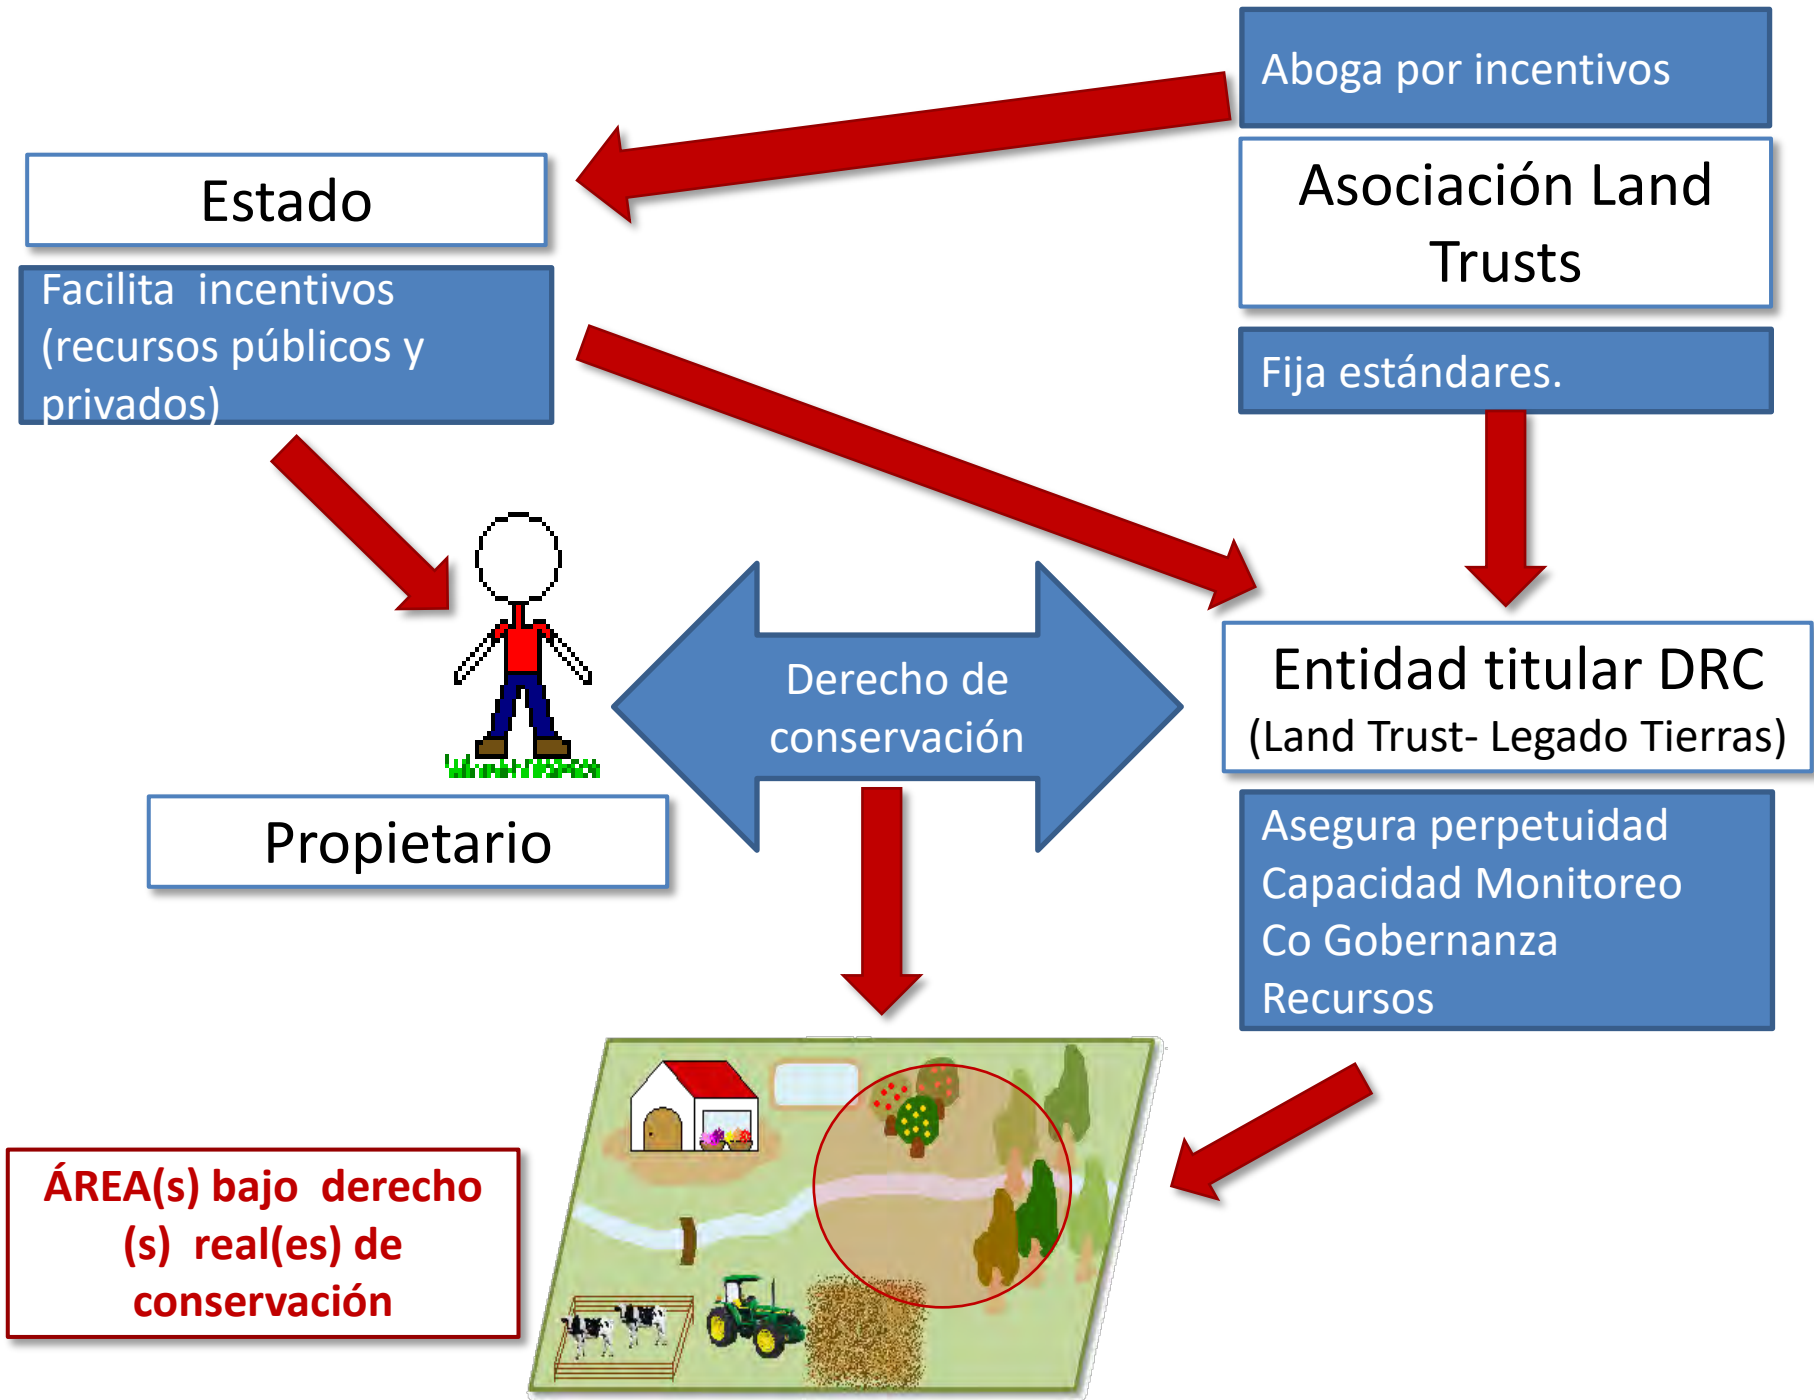 Aboga por incentivos
Asociación Land
Trusts
Fija estándares.
Estado
Facilita incentivos
(recursos públicos y
privados)
Derecho de
conservación
Entidad titular DRC
(Land Trust- Legado Tierras)
Asegura perpetuidad
Capacidad Monitoreo
Co Gobernanza
Recursos
Propietario
ÁREA(s) bajo derecho
(s) real(es) de
conservación